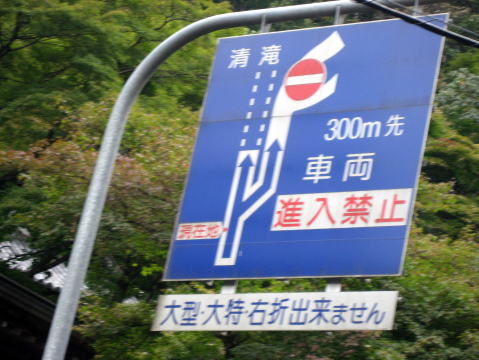 清滝
300m先
車両
進入禁止
現在地
大型・大特・右折出来ません